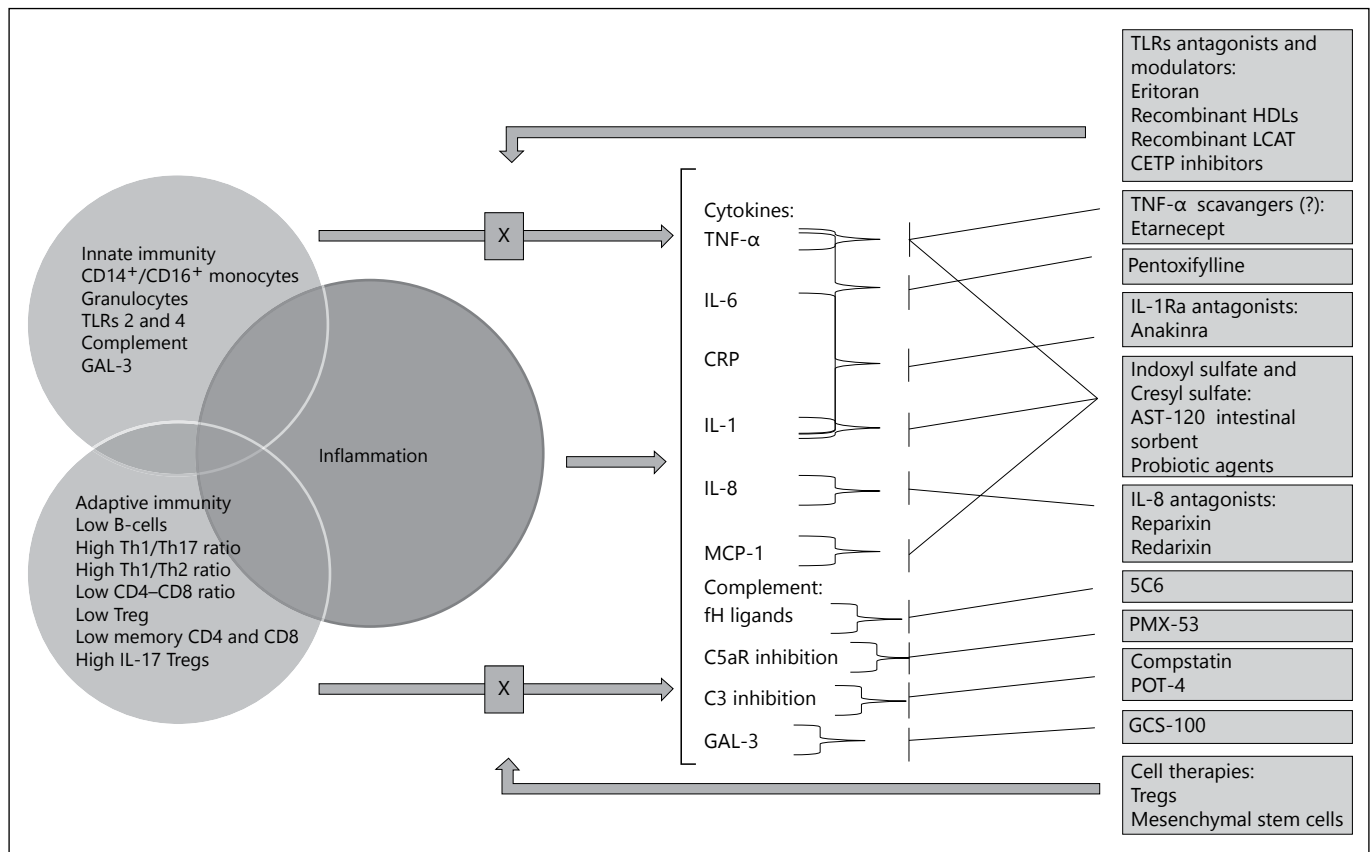 Innate immunity
CD14+/CD16+ monocytes
Granulocytes
TLRs 2 and 4
Complement
GAL-3
Adaptive immunity
Low B-cells
High Th1/Th17 ratio
High Th1/Th2 ratio
Low CD4–CD8 ratio
Low Treg
Low memory CD4 and CD8
High IL-17 Tregs
Inflammation
X
X
Cytokines:
TNF-α
IL-6
CRP
IL-1
IL-8
MCP-1
Complement:
fH ligands
C5aR inhibition
C3 inhibition
GAL-3
TLRs antagonists and
modulators:
Eritoran
Recombinant HDLs
Recombinant LCAT
CETP inhibitors
TNF-α scavangers (?):
Etarnecept
Pentoxifylline
IL-1Ra antagonists:
Anakinra
Indoxyl sulfate and
Cresyl sulfate:
AST-120 intestinal
sorbent
Probiotic agents
IL-8 antagonists:
Reparixin
Redarixin
5C6
PMX-53
Compstatin
POT-4
GCS-100
Cell therapies:
Tregs
Mesenchymal stem cells